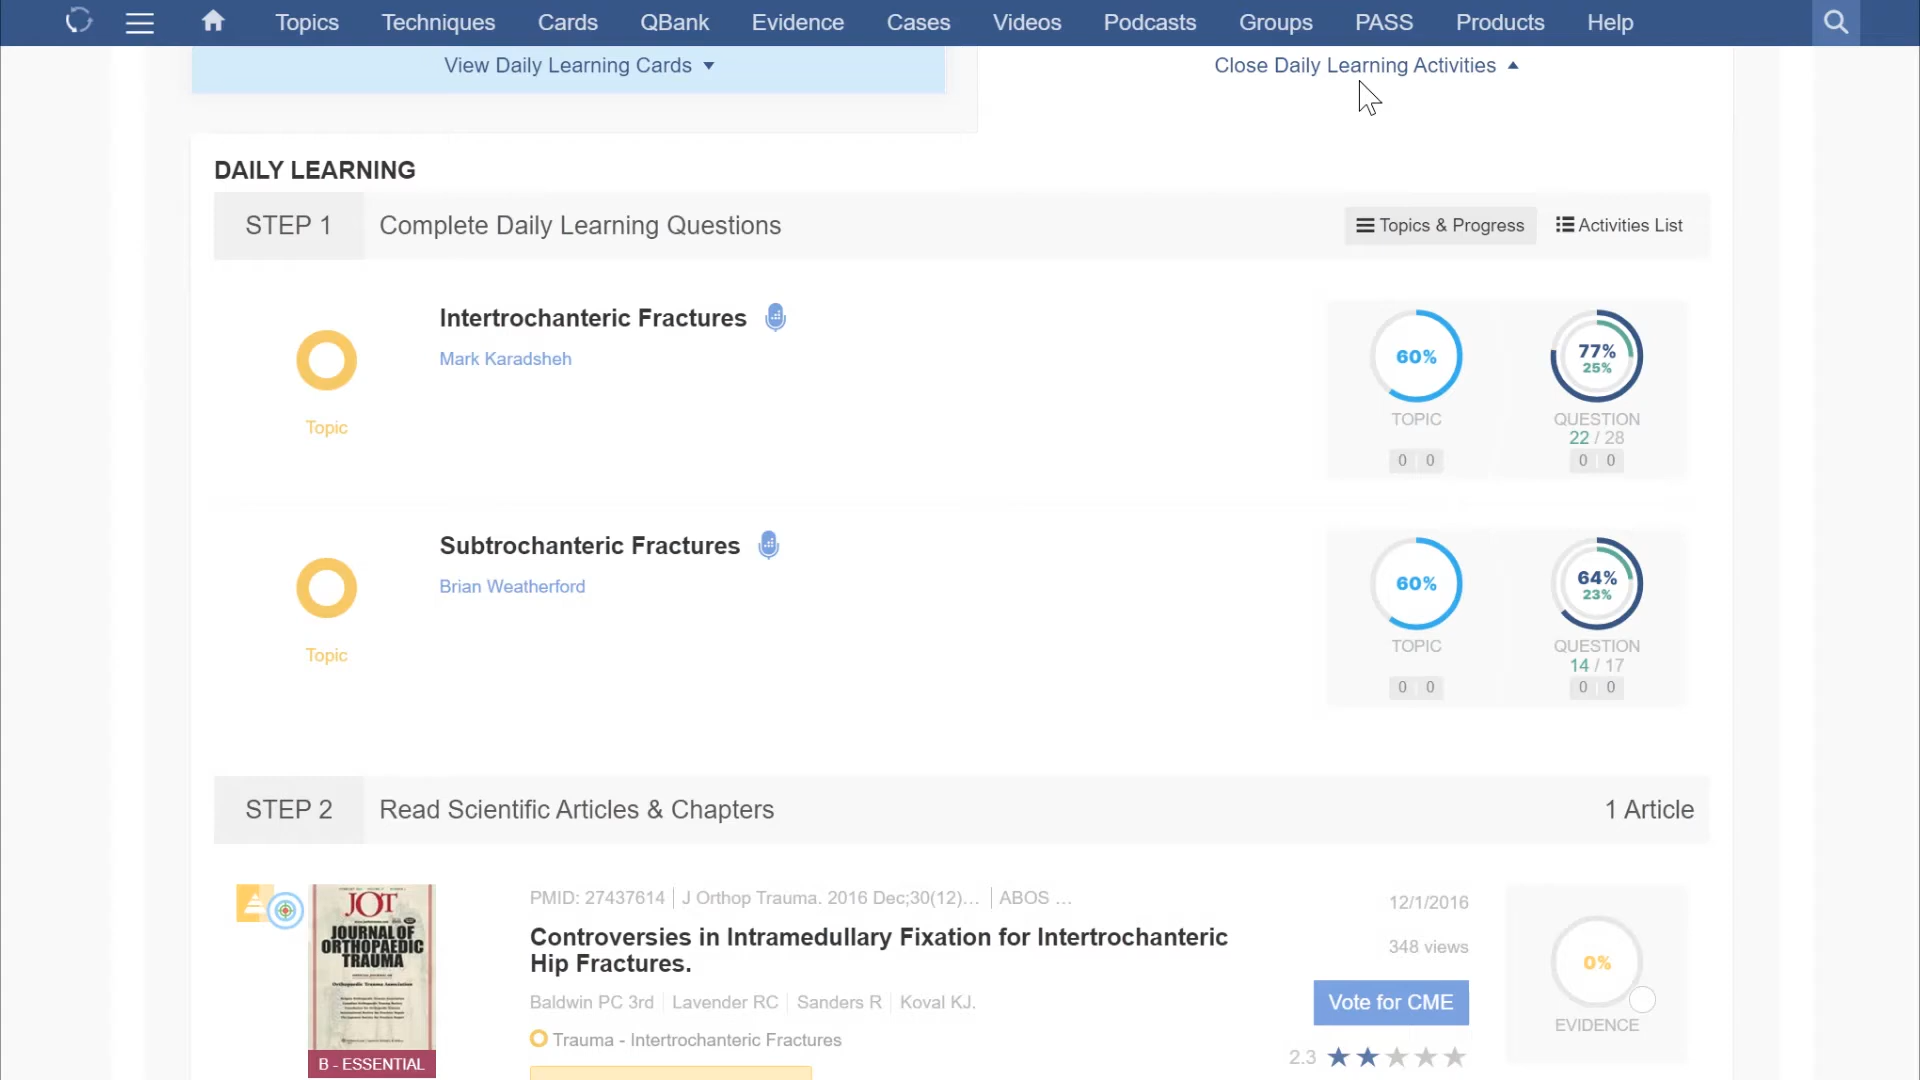 Topics Techniques Cards QBank Evidence Cases Videos Podcasts Groups PASS Products Help
View Daily Learning Cards
Close Daily Learning Activities
DAILY LEARNING
STEP 1 Complete Daily Learning Questions Topics & Progress Activities List
Intertrochanteric Fractures
Mark Karadsheh
Topic
60%
TOPIC
0 0
77%
25%
QUESTION
22 / 28
0 0
Subtrochanteric Fractures
Brian Weatherford
Topic
60%
TOPIC
0 0
64%
23%
QUESTION
14 / 17
0 0
STEP 2 Read Scientific Articles & Chapters 1 Article
JOT
JOURNAL OF
ORTHOPAEDIC
TRAUMA
B - ESSENTIAL
PMID: 27437614 J Orthop Trauma. 2016 Dec;30(12)... ABOS ...
Controversies in Intramedullary Fixation for Intertrochanteric
Hip Fractures.
Baldwin PC 3rd Lavender RC Sanders R Koval KJ.
Trauma - Intertrochanteric Fractures
12/1/2016
348 views
Vote for CME
2.3
0%
EVIDENCE